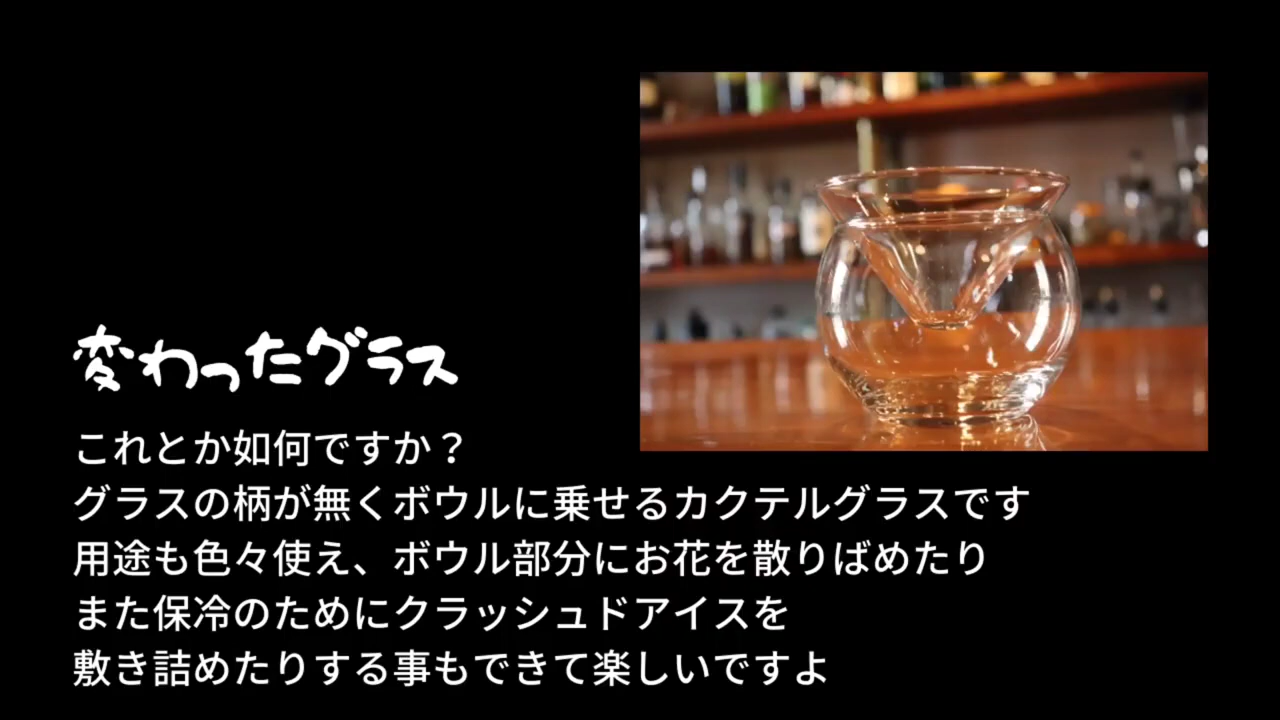 変わったグラス
これとか如何ですか？
グラスの柄が無くボウルに乗せるカクテルグラスです
用途も色々使え、ボウル部分にお花を散りばめたり
また保冷のためにクラッシュドアイスを
敷き詰めたりする事もできて楽しいですよ